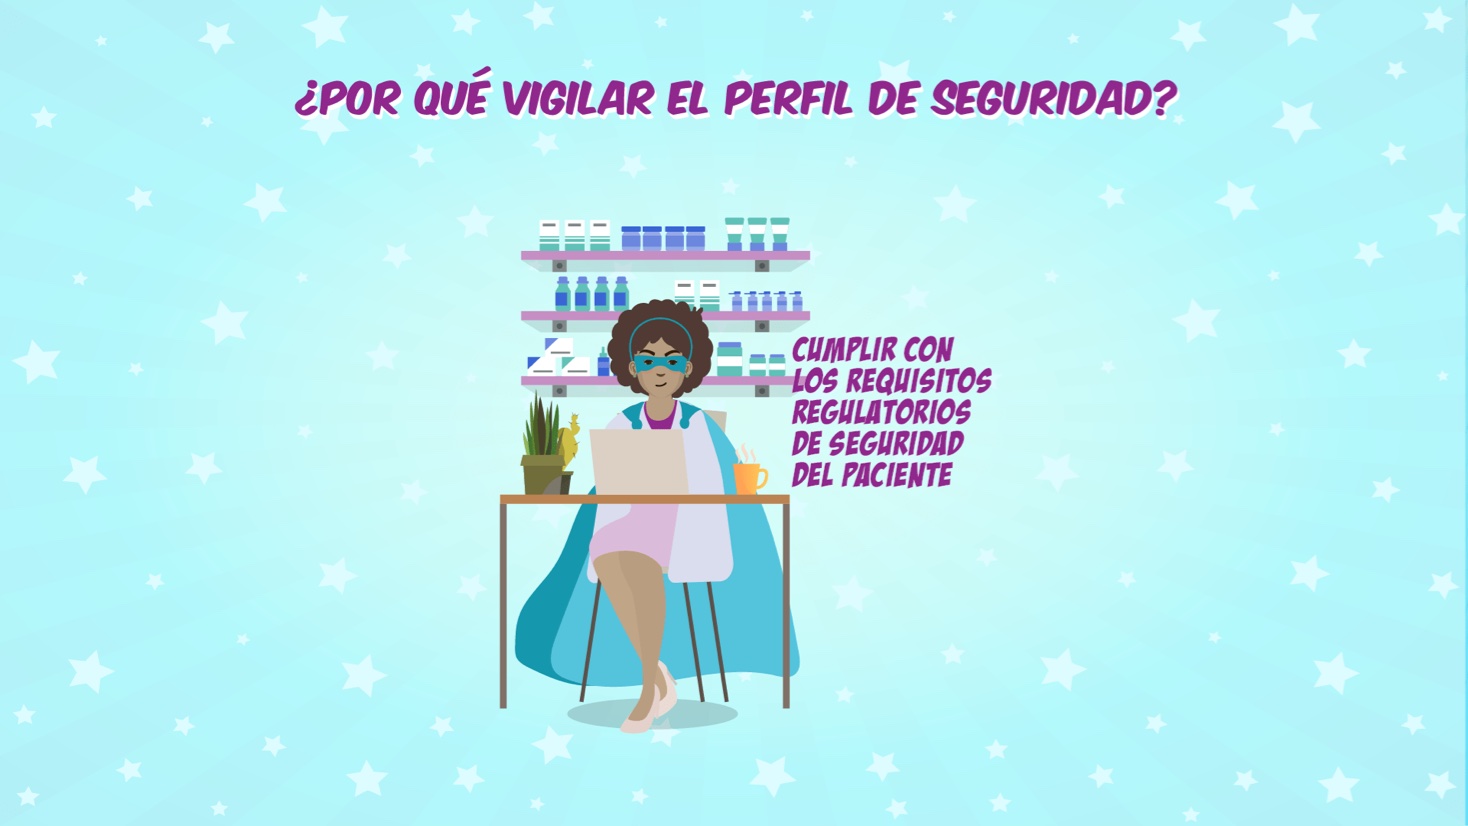 ¿POR QUÉ VIGILAR EL PERFIL DE SEGURIDAD?
CUMPLIR CON
LOS REQUISITOS
REGULATORIOS
DE SEGURIDAD
DEL PACIENTE